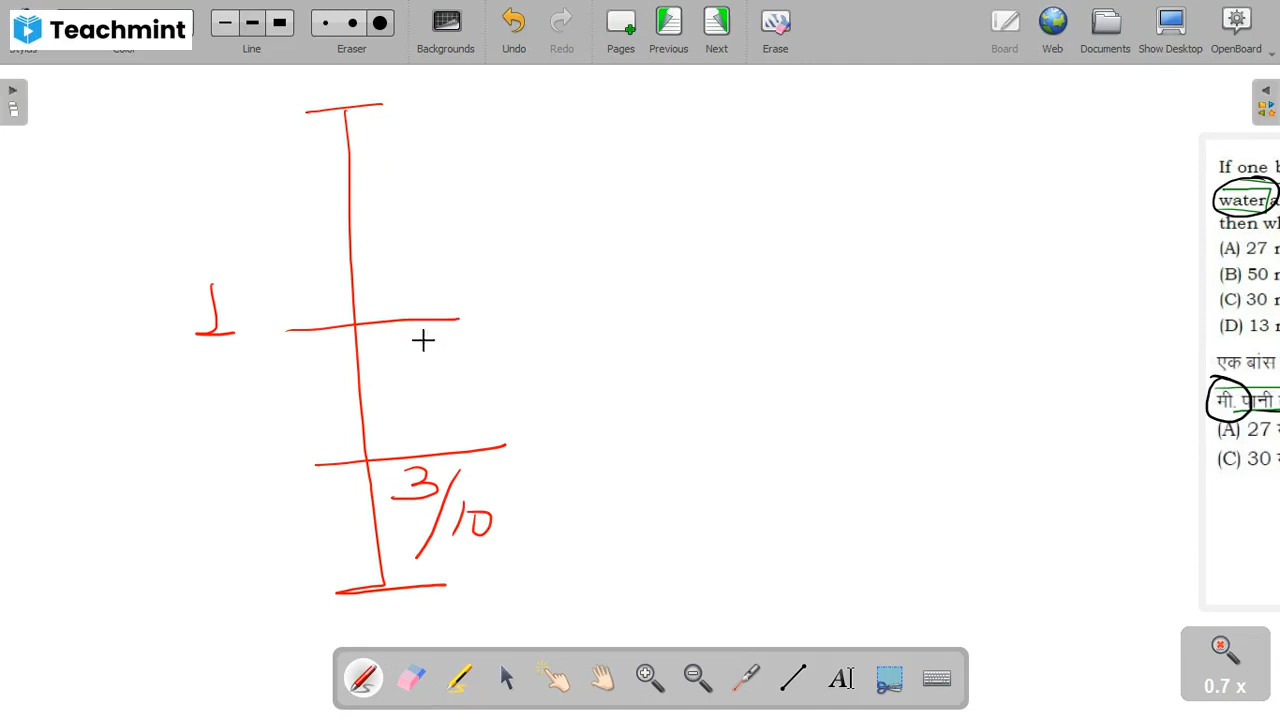 Teachmint
Line
Eraser
Backgrounds
Undo
Redo
Pages
Previous
Next
Erase
Board
Web
Documents
Show Desktop
OpenBoard
1
3/10
If one
water
then
(A) 27
(B) 50
(C) 30
(D) 13
एक बांस
मी. पानी
(A) 27
(C) 30
0.7 x